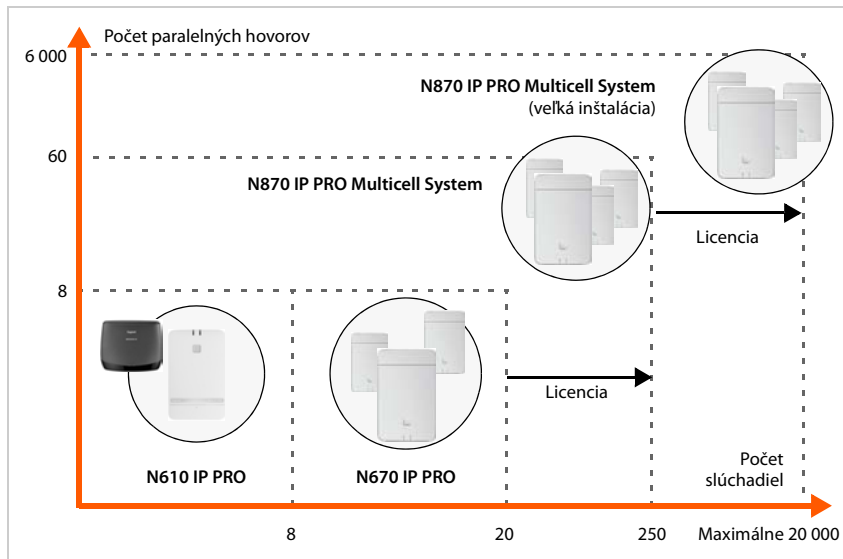 Počet paralelných hovorov
6 000
N870 IP PRO Multicell System
(veľká inštalácia)
60
N870 IP PRO Multicell System
Licencia
8
Licencia
N610 IP PRO
N670 IP PRO
Počet
slúchadiel
8
20
250
Maximálne 20 000